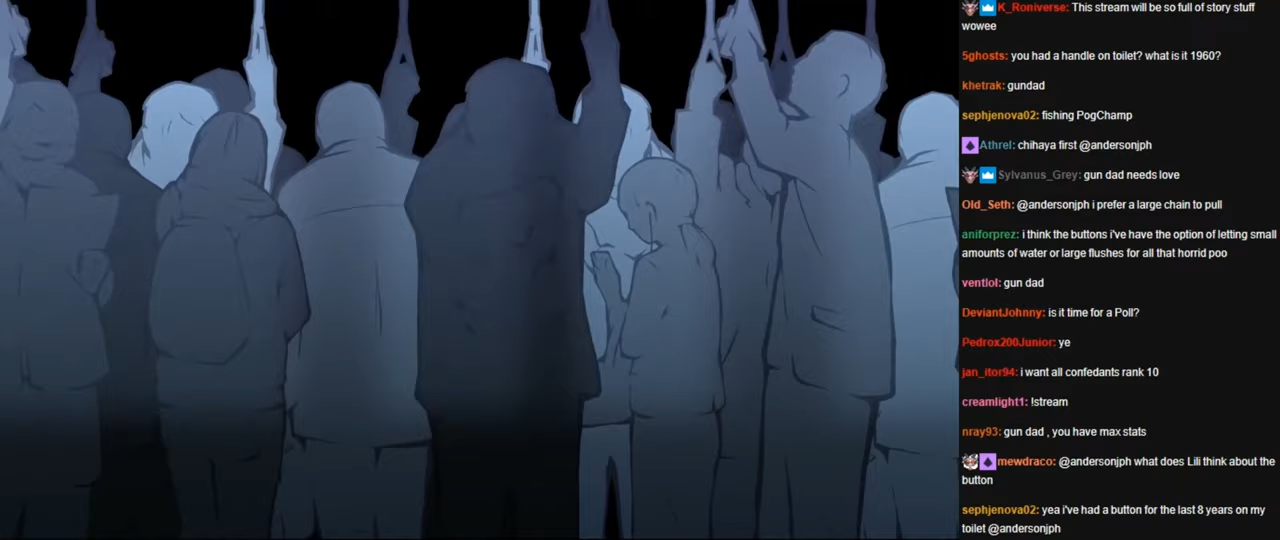 K_Roniverse: This stream will be so full of story stuff
wowee
5ghosts: you had a handle on toilet? what is it 1960?
khetrak: gundad
sephjenova02: fishing PogChamp
Athrel: chihaya first @andersonjph
Sylvanus_Grey: gun dad needs love
Old_Seth: @andersonjph i prefer a large chain to pull
aniforprez: i think the buttons i've have the option of letting small
amounts of water or large flushes for all that horrid poo
ventlol: gun dad
DeviantJohnny: is it time for a Poll?
Pedrox200Junior: ye
jan_itor94: i want all confedants rank 10
creamlight1: !stream
nray93: gun dad , you have max stats
mewdraco: @andersonjph what does Lili think about the
button
sephjenova02: yea i've had a button for the last 8 years on my
toilet @andersonjph